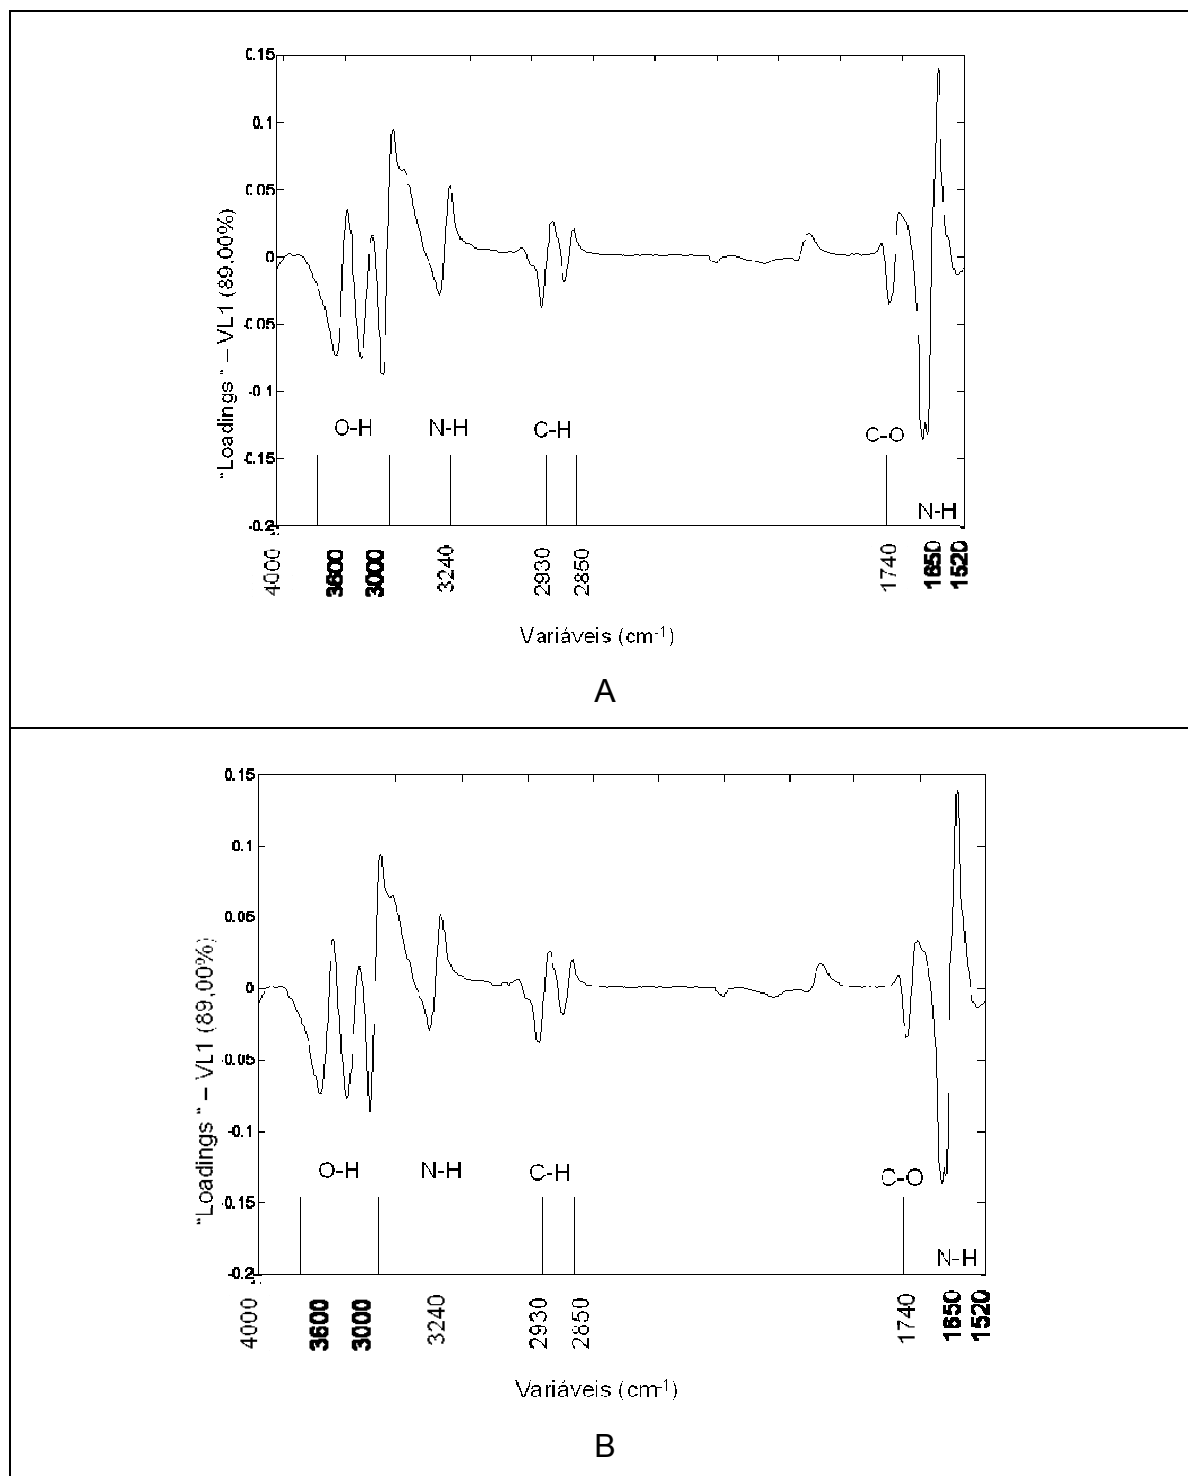 0.15
0.1
0.05
0
-0.05
-0.1
-0.15
-0.2
"Loadings " – VL1 (89,00%)
O-H N-H C-H C-O
N-H
4000 3600 3000 3240 2930 2850 1740 1650 1520
Variáveis (cm-1)
A
0.15
0.1
0.05
0
-0.05
-0.1
-0.15
-0.2
"Loadings " – VL1 (89,00%)
O-H N-H C-H C-O
N-H
4000 3600 3000 3240 2930 2850 1740 1650 1520
Variáveis (cm-1)
B